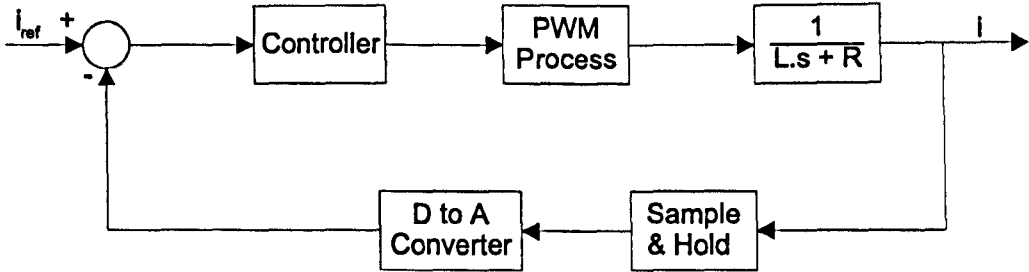 i_ref +
-
Controller
PWM
Process
1
L.s + R
i
D to A
Converter
Sample
& Hold